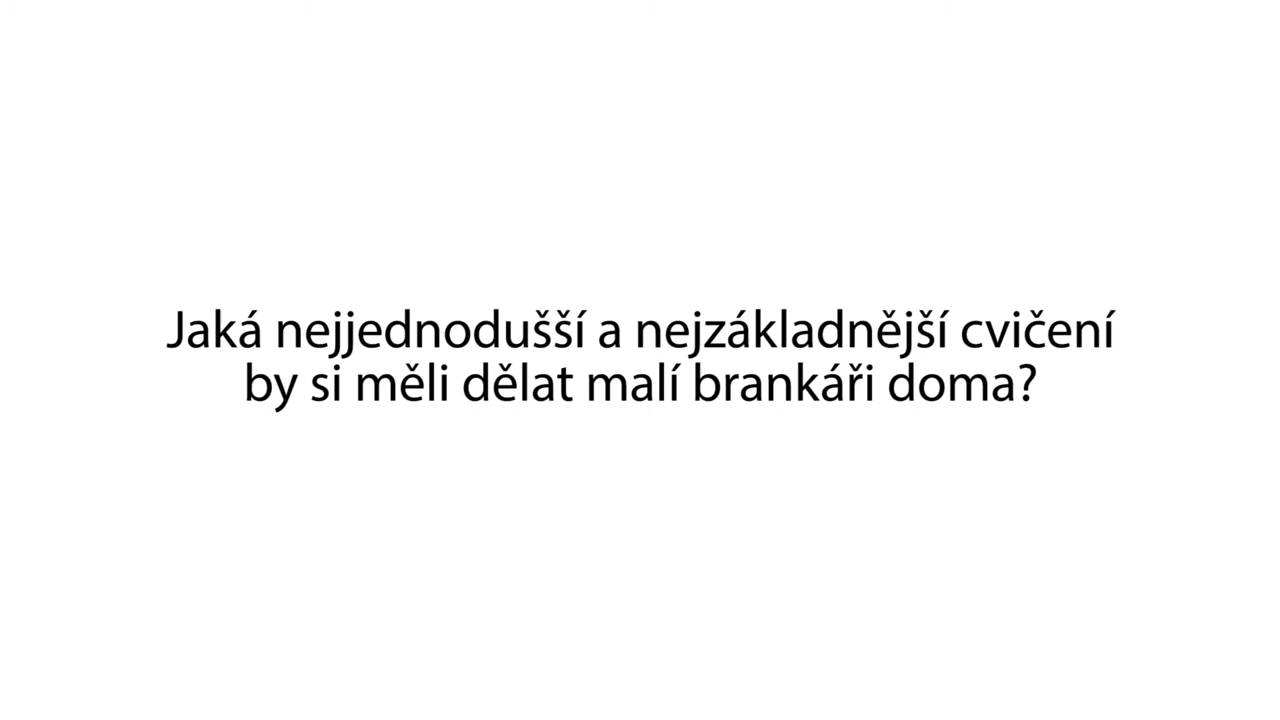 Jaká nejjednodušší a nejzákladnější cvičení
by si měli dělat malí brankáři doma?